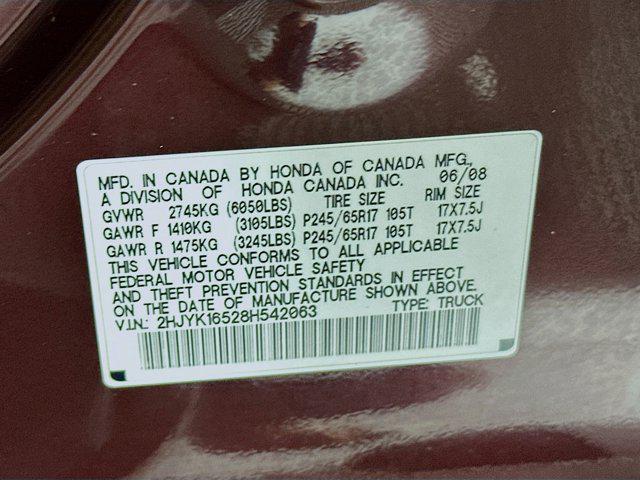 MFD. IN CANADA BY HONDA OF CANADA MFG.,
A DIVISION OF HONDA CANADA INC. 06/08
GVWR 2745KG (6050LBS) TIRE SIZE RIM SIZE
GAWR F 1410KG (3105LBS) P245/65R17 105T 17X7.5J
GAWR R 1475KG (3245LBS) P245/65R17 105T 17X7.5J
THIS VEHICLE CONFORMS TO ALL APPLICABLE
FEDERAL MOTOR VEHICLE SAFETY
AND THEFT PREVENTION STANDARDS IN EFFECT
ON THE DATE OF MANUFACTURE SHOWN ABOVE.
V.I.N.: 2HJYK16528H542063 TYPE: TRUCK